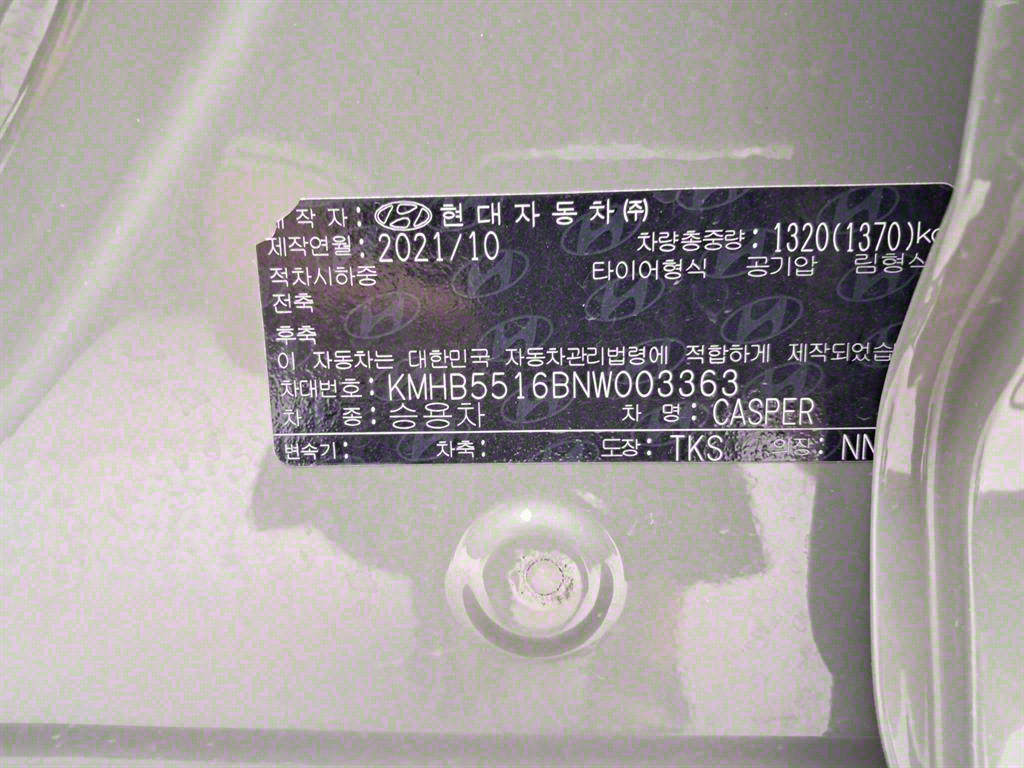 제 작 자: 현대자동차㈜
제작연월: 2021/10 차량총중량: 1320(1370)kg
적차시하중 타이어형식 공기압 림형식
전축
후축
이 자동차는 대한민국 자동차관리법령에 적합하게 제작되었습
차대번호: KMHB5516BNW003363
차 종: 승용차 차 명: CASPER
변속기: 차축: 도장: TKS 의장: NN